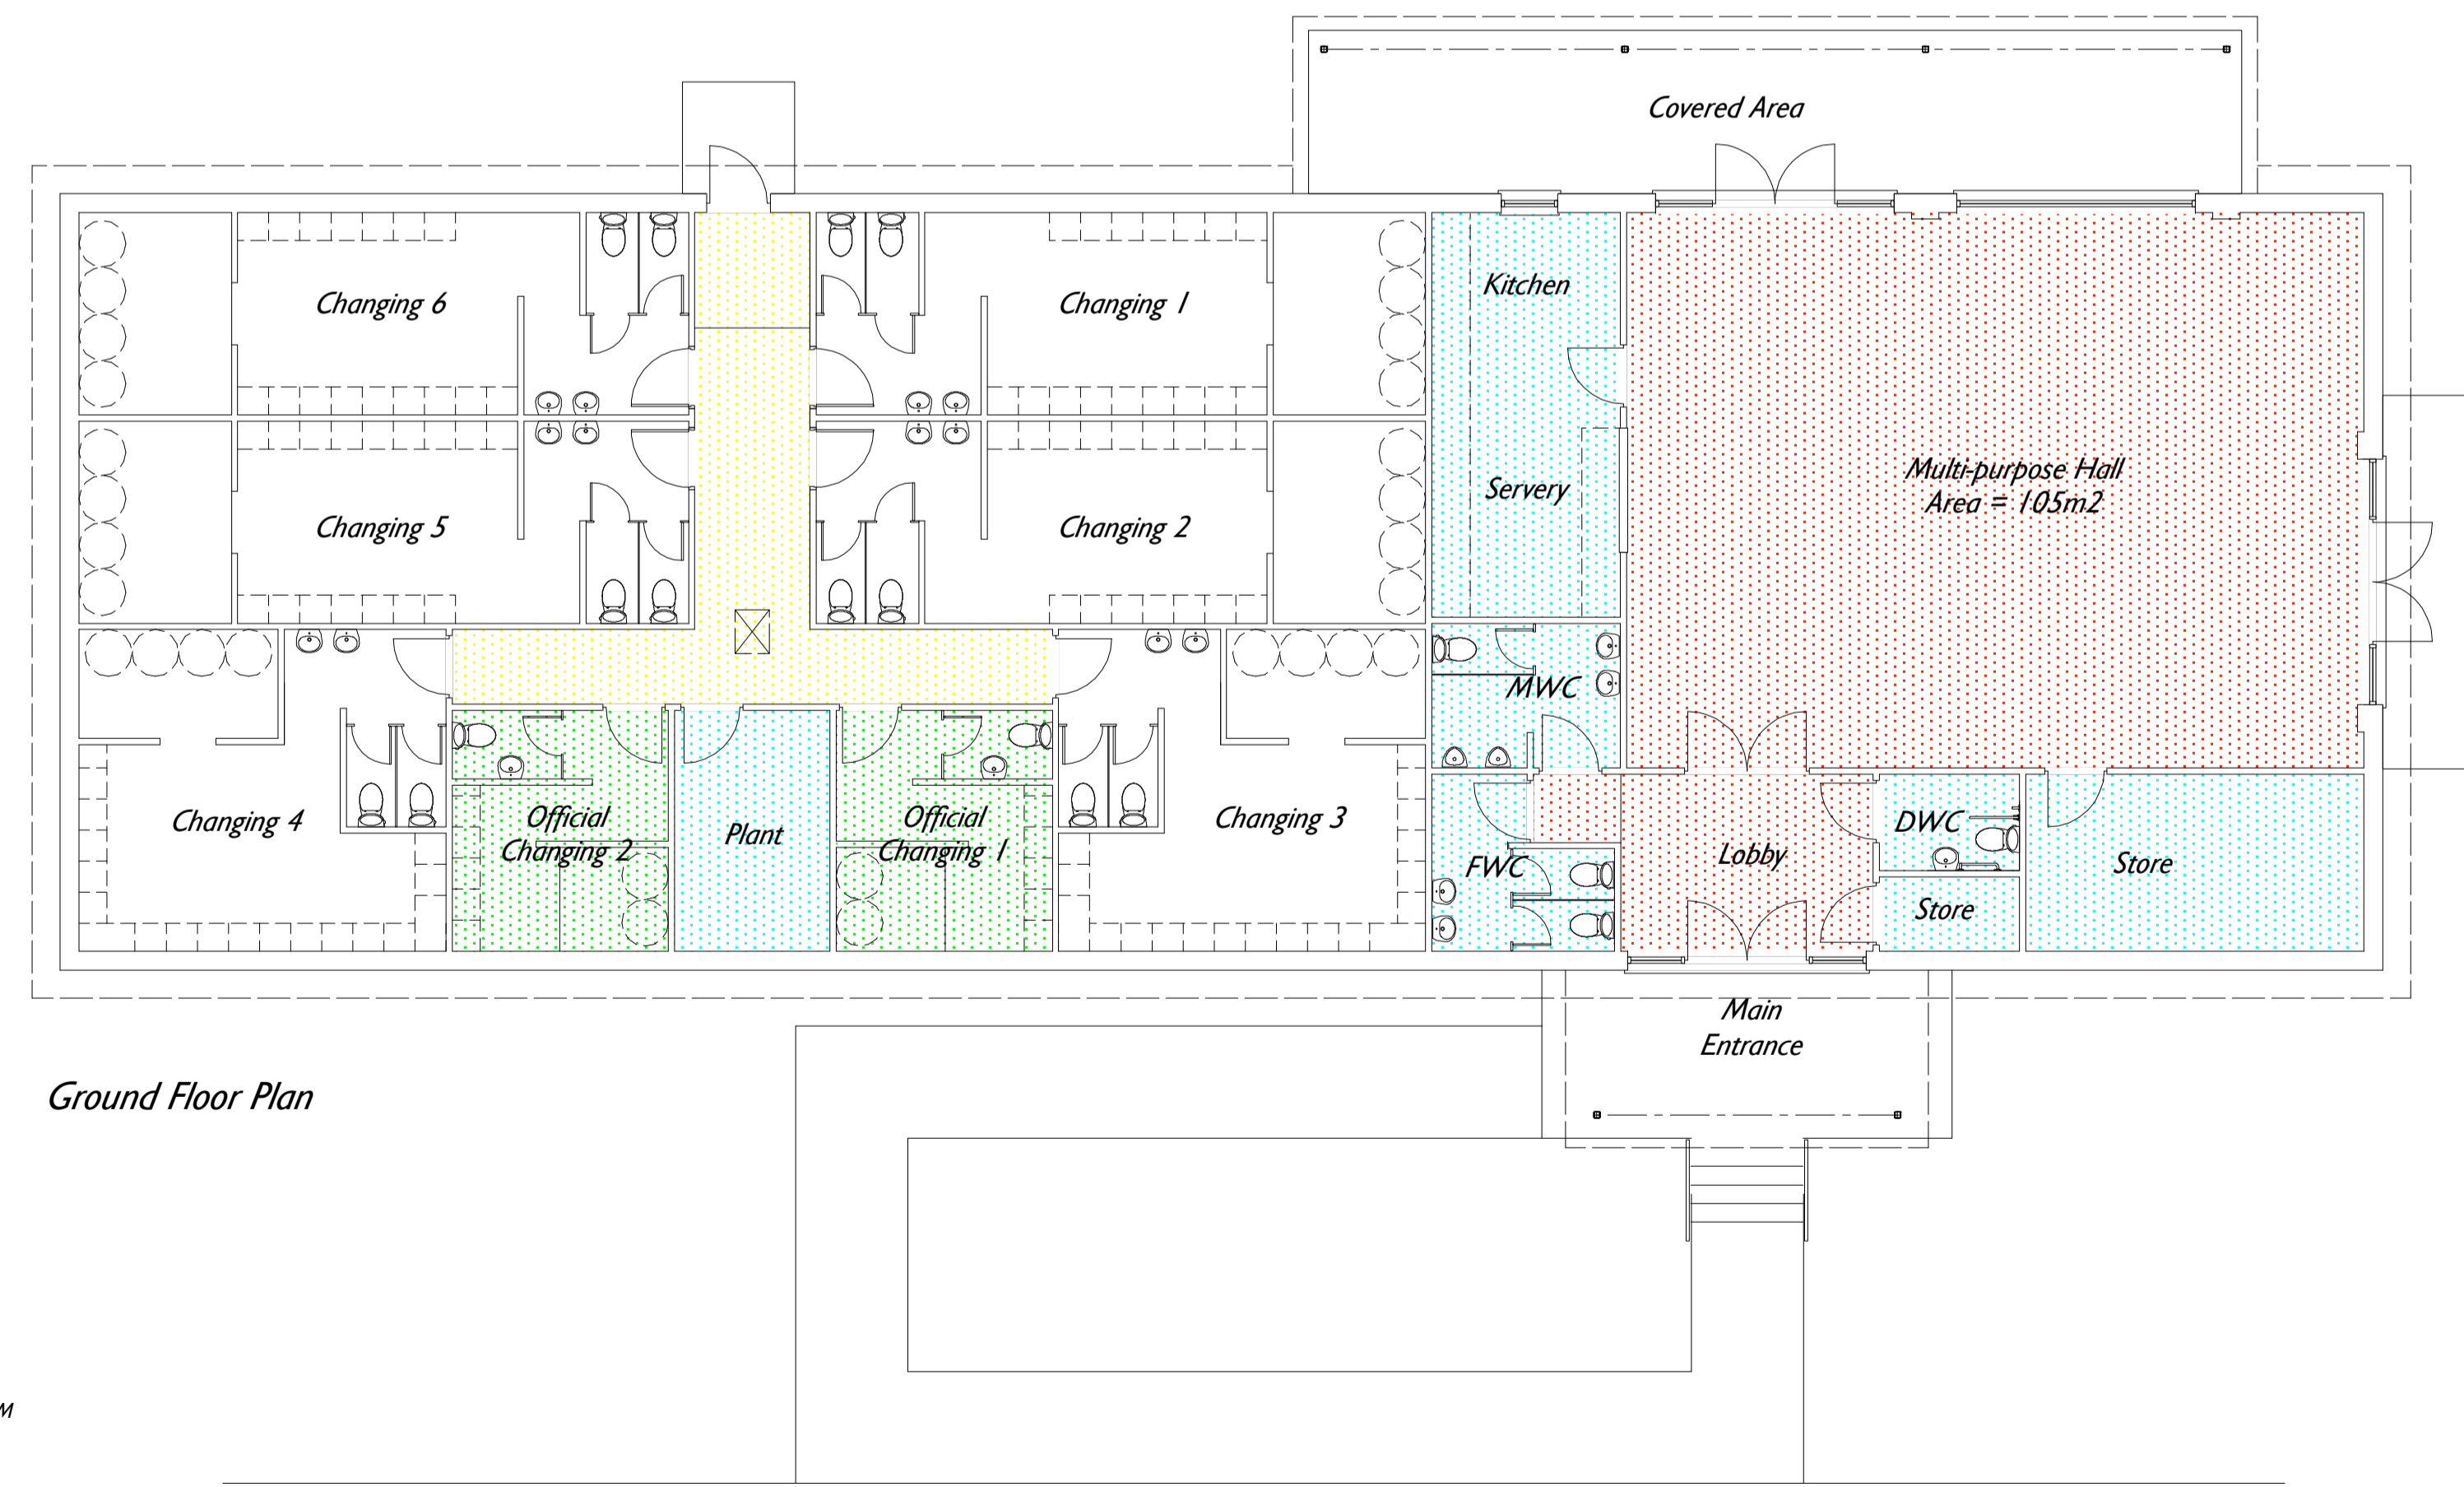 Covered Area
Changing 6
Changing 1
Kitchen
Multi-purpose Hall
Area = 105m2
Servery
Changing 5
Changing 2
MWC
Changing 4
Official
Changing 2
Plant
Official
Changing 1
Changing 3
FWC
Lobby
DWC
Store
Store
Main
Entrance
Ground Floor Plan
M